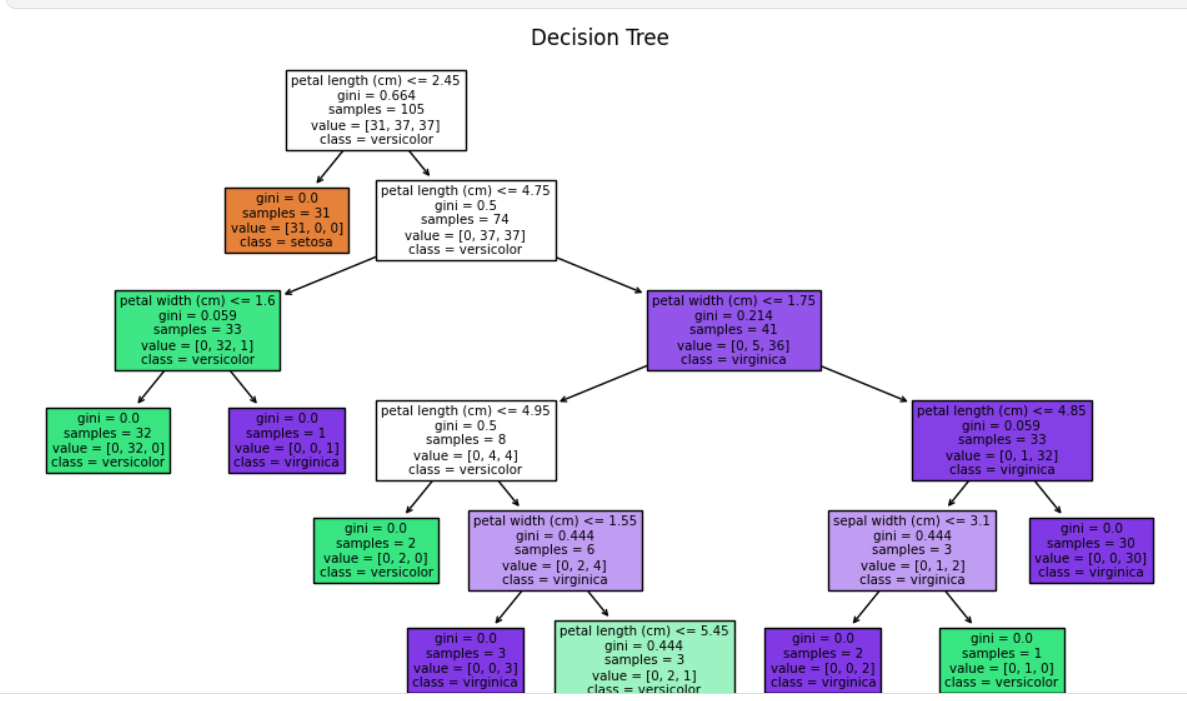 Decision Tree
petal length (cm) <= 2.45
gini = 0.664
samples = 105
value = [31, 37, 37]
class = versicolor
gini = 0.0
samples = 31
value = [31, 0, 0]
class = setosa
petal length (cm) <= 4.75
gini = 0.5
samples = 74
value = [0, 37, 37]
class = versicolor
petal width (cm) <= 1.6
gini = 0.059
samples = 33
value = [0, 32, 1]
class = versicolor
petal width (cm) <= 1.75
gini = 0.214
samples = 41
value = [0, 5, 36]
class = virginica
gini = 0.0
samples = 32
value = [0, 32, 0]
class = versicolor
gini = 0.0
samples = 1
value = [0, 0, 1]
class = virginica
petal length (cm) <= 4.95
gini = 0.5
samples = 8
value = [0, 4, 4]
class = versicolor
petal length (cm) <= 4.85
gini = 0.059
samples = 33
value = [0, 1, 32]
class = virginica
gini = 0.0
samples = 2
value = [0, 2, 0]
class = versicolor
petal width (cm) <= 1.55
gini = 0.444
samples = 6
value = [0, 2, 4]
class = virginica
sepal width (cm) <= 3.1
gini = 0.444
samples = 3
value = [0, 1, 2]
class = virginica
gini = 0.0
samples = 30
value = [0, 0, 30]
class = virginica
gini = 0.0
samples = 3
value = [0, 0, 3]
class = virginica
petal length (cm) <= 5.45
gini = 0.444
samples = 3
value = [0, 2, 1]
class = versicolor
gini = 0.0
samples = 2
value = [0, 0, 2]
class = virginica
gini = 0.0
samples = 1
value = [0, 1, 0]
class = versicolor